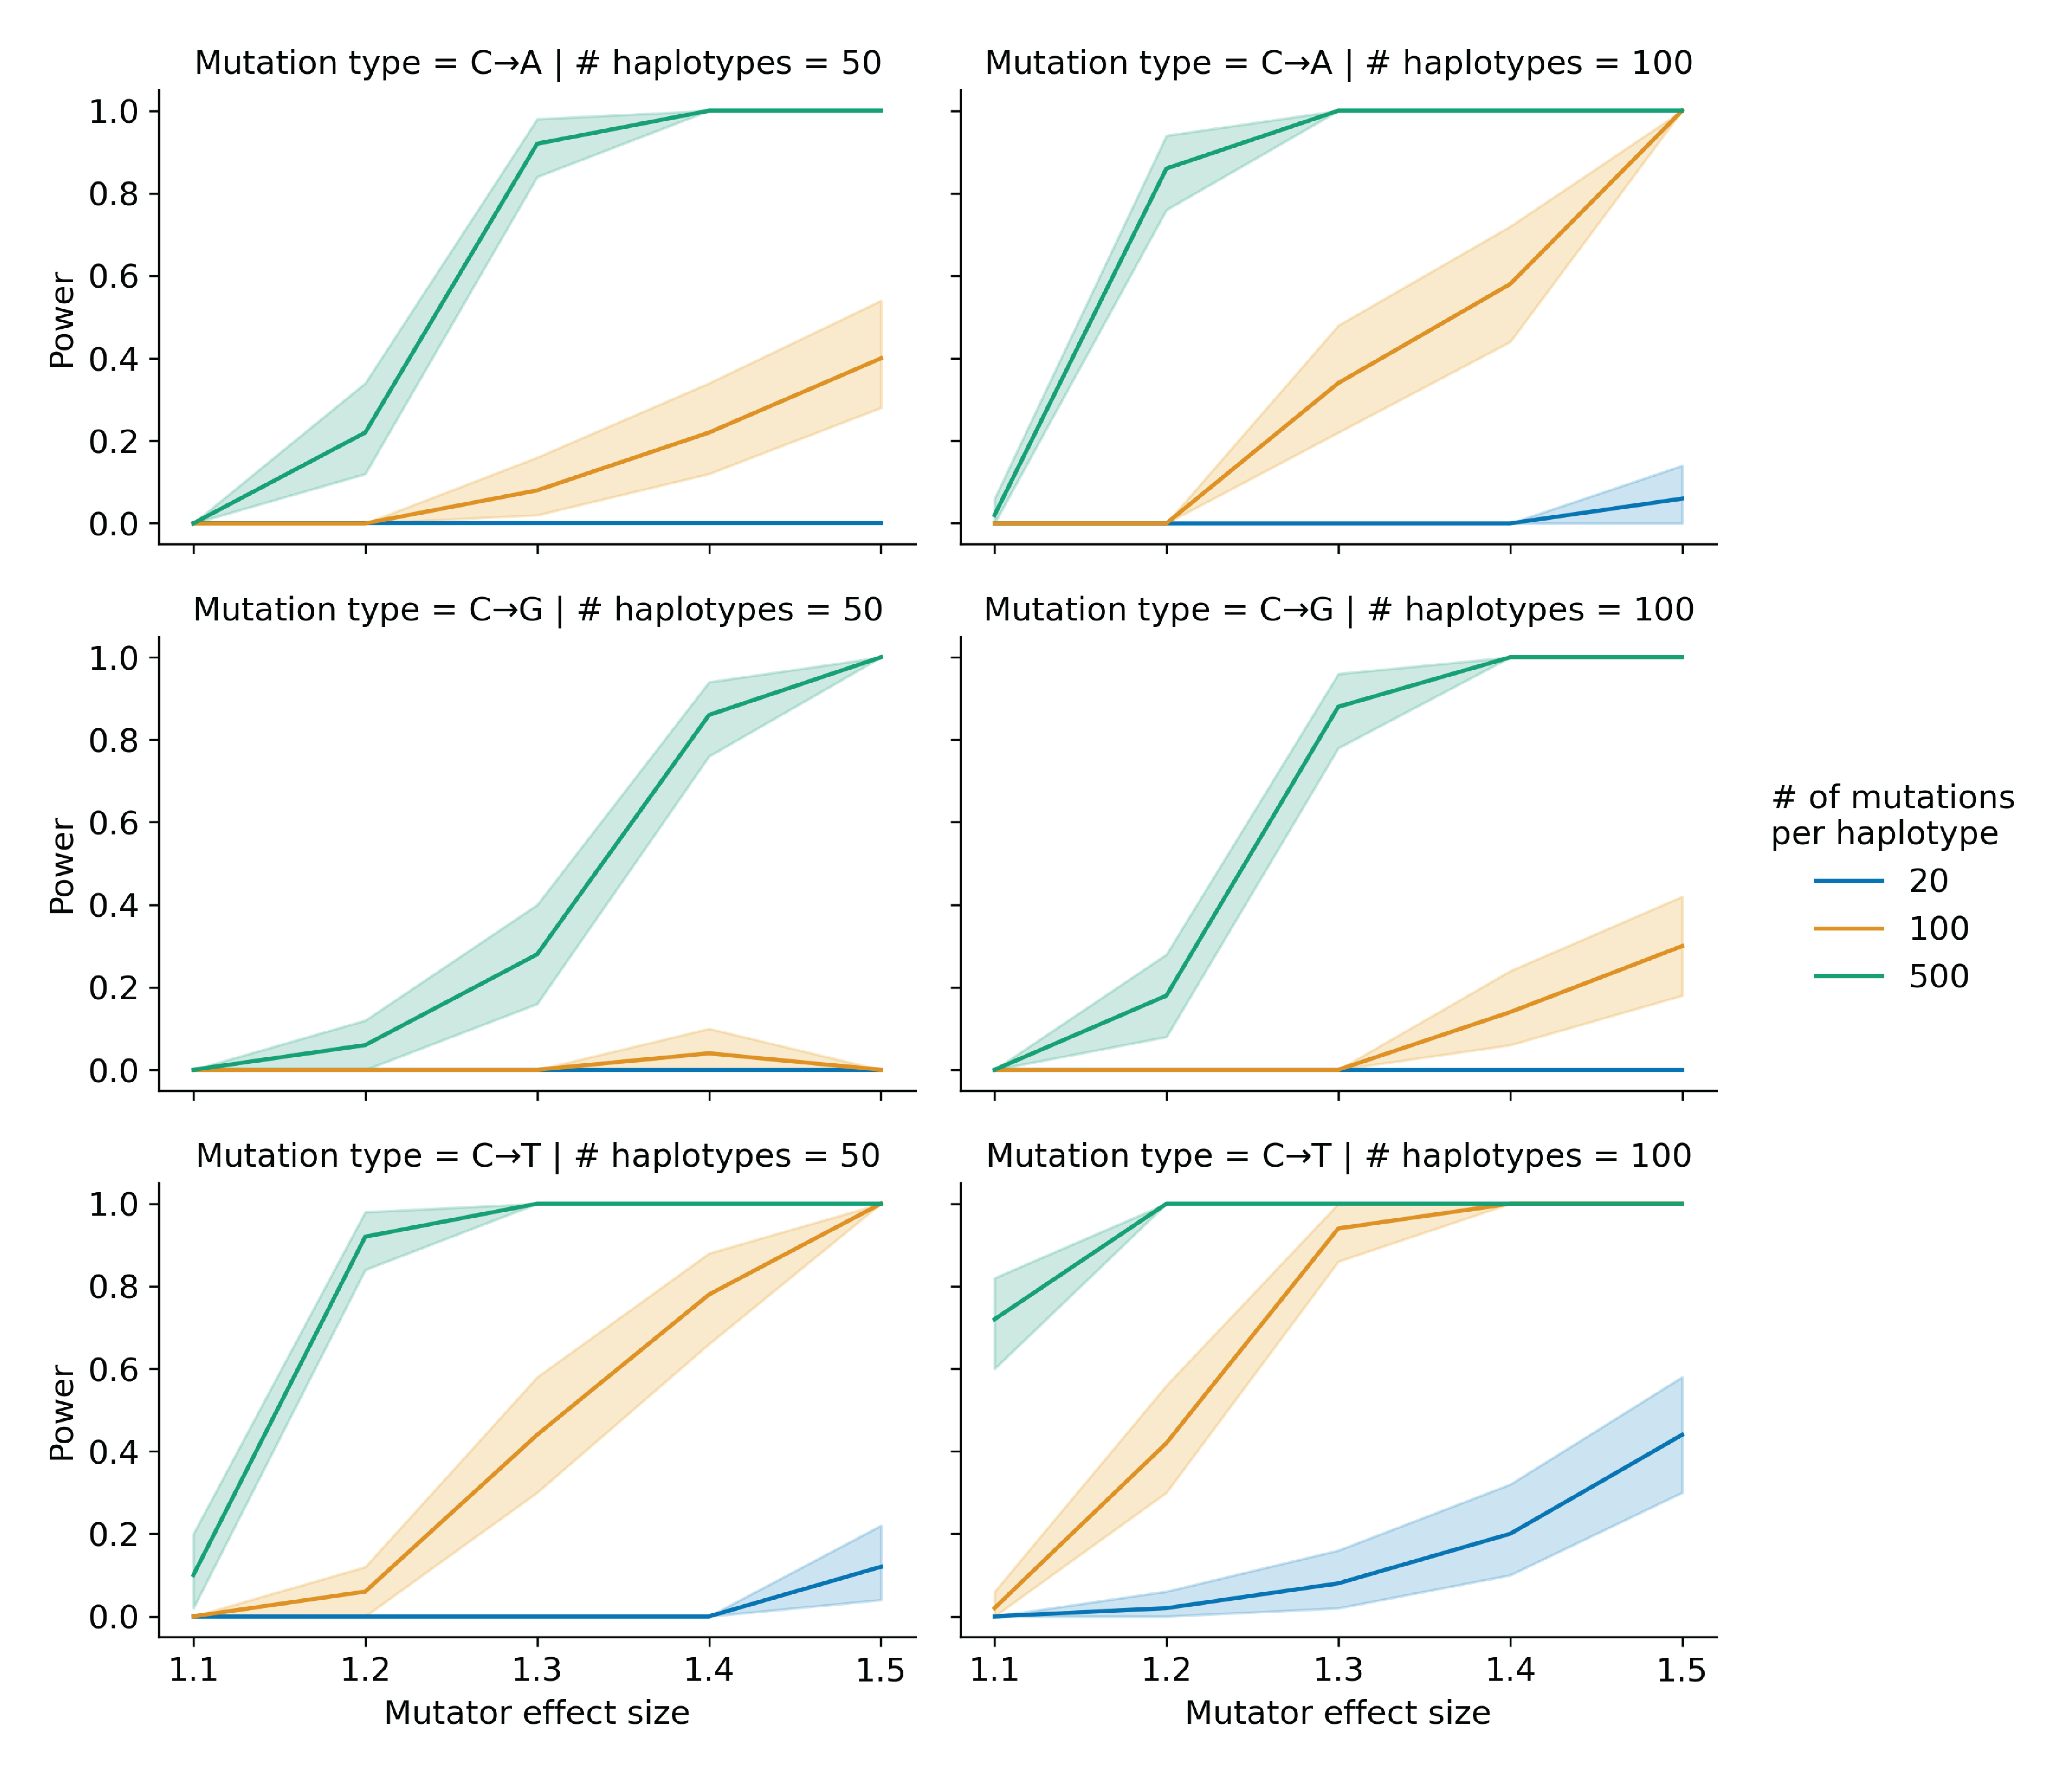 Mutation type = C→A | # haplotypes = 50
Mutation type = C→A | # haplotypes = 100
1.0
0.8
0.6
0.4
0.2
0.0
Power
Mutation type = C→G | # haplotypes = 50
Mutation type = C→G | # haplotypes = 100
1.0
0.8
0.6
0.4
0.2
0.0
Power
# of mutations
per haplotype
20
100
500
Mutation type = C→T | # haplotypes = 50
Mutation type = C→T | # haplotypes = 100
1.0
0.8
0.6
0.4
0.2
0.0
Power
1.1 1.2 1.3 1.4 1.5
1.1 1.2 1.3 1.4 1.5
Mutator effect size
Mutator effect size